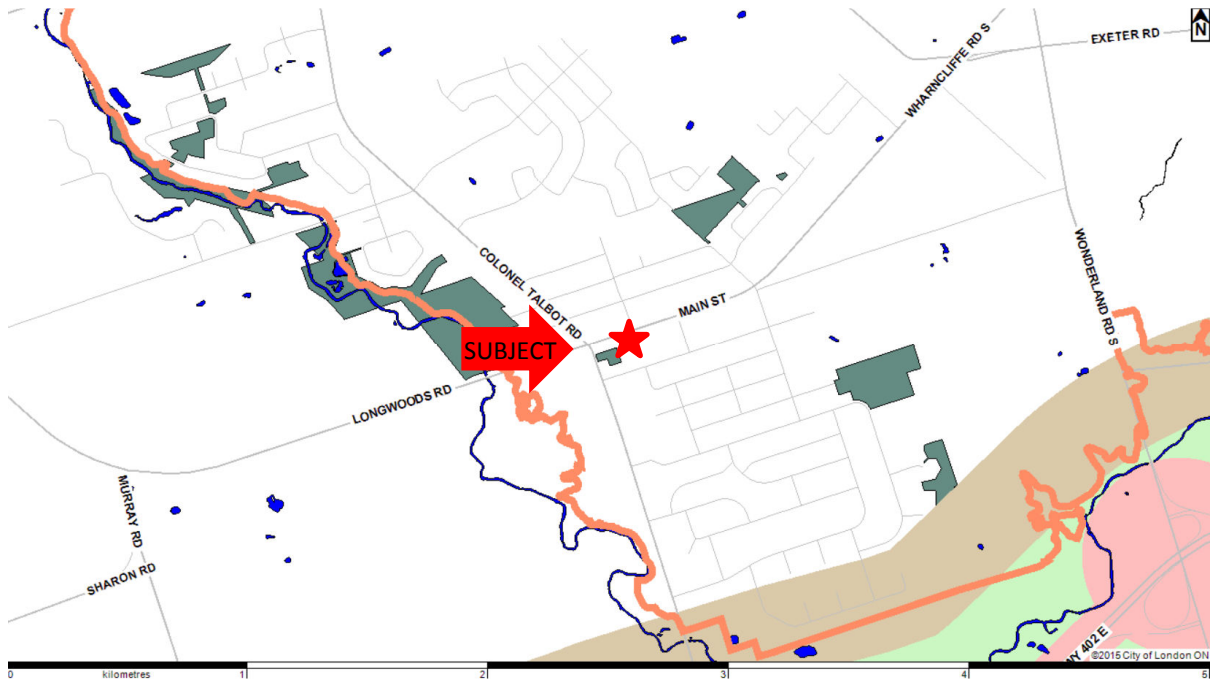 EXETER RD
N
WHARNCLIFFE RD S
COLONEL TALBOT RD
WONDERLAND RD S
MAIN ST
SUBJECT
LONGWOODS RD
MURRAY RD
SHARON RD
HWY 402 E
©2015 City of London ON
0 kilometres 1 2 3 4 5